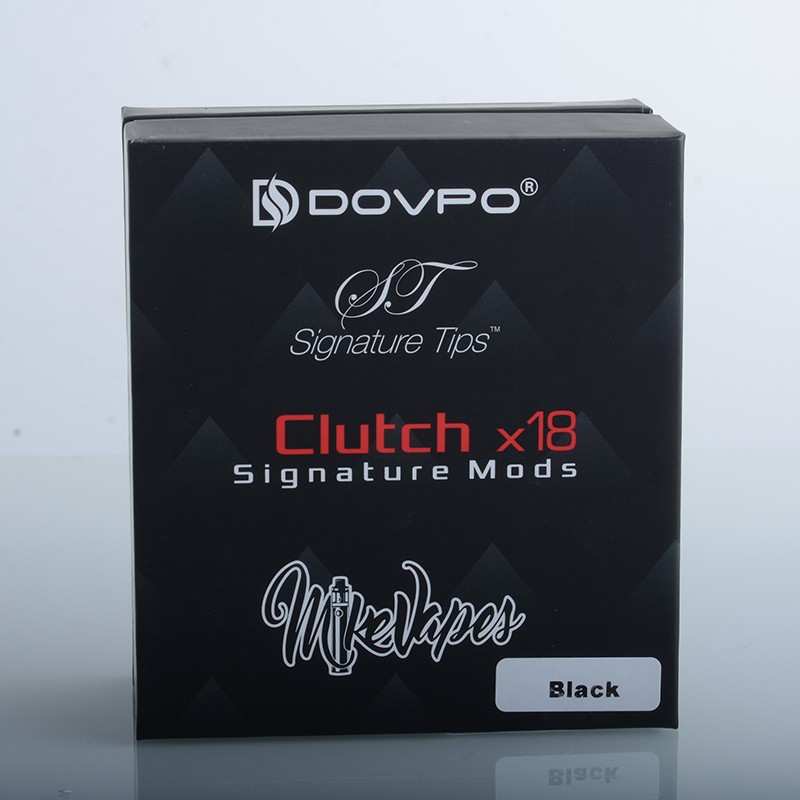 DOVPO®
ST
Signature Tips™
Clutch x18
Signature Mods
MikeVapes
Black